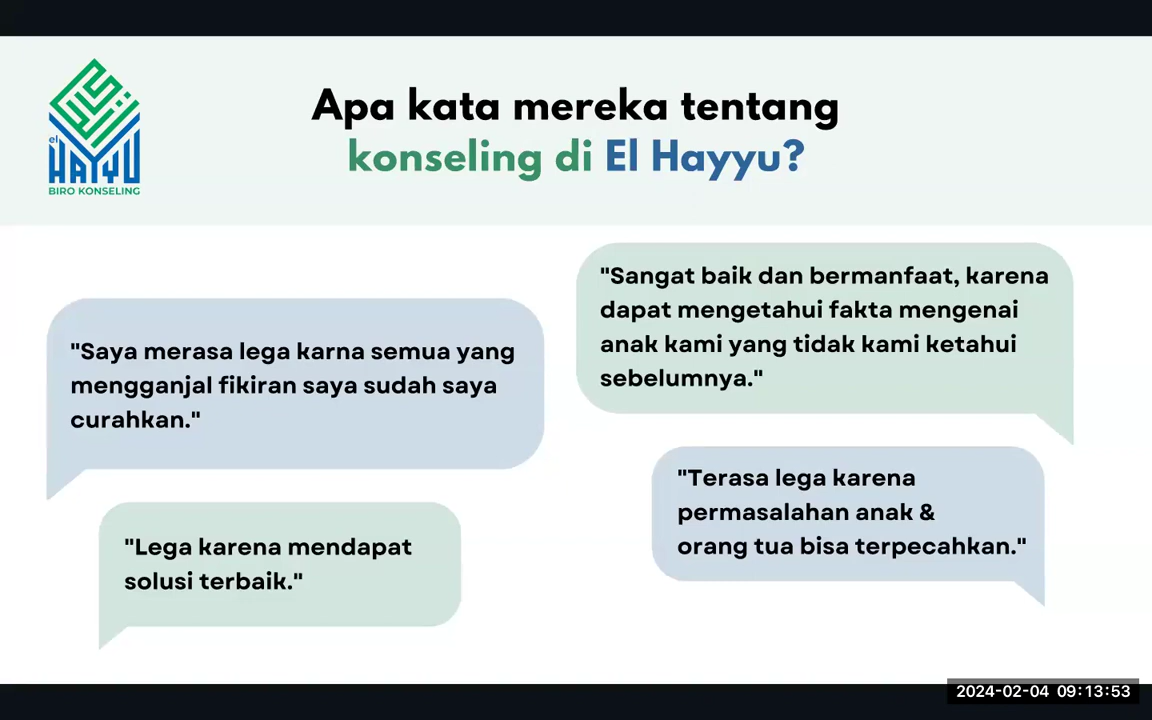 el
HAYYU
BIRO KONSELING
Apa kata mereka tentang
konseling di El Hayyu?
"Saya merasa lega karna semua yang
mengganjal fikiran saya sudah saya
curahkan."
"Sangat baik dan bermanfaat, karena
dapat mengetahui fakta mengenai
anak kami yang tidak kami ketahui
sebelumnya."
"Lega karena mendapat
solusi terbaik."
"Terasa lega karena
permasalahan anak &
orang tua bisa terpecahkan."
2024-02-04 09:13:53